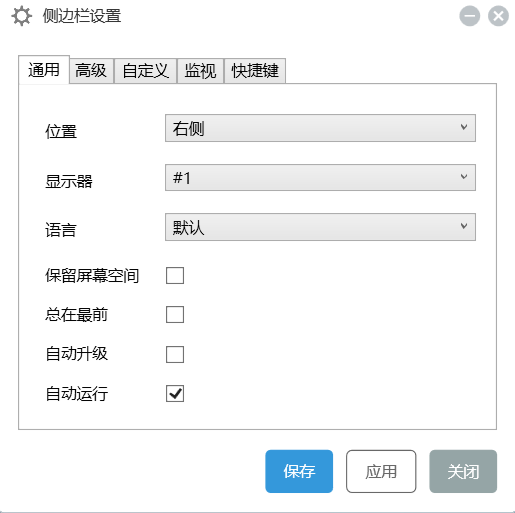 侧边栏设置
通用 高级 自定义 监视 快捷键
位置 右侧
显示器 #1
语言 默认
保留屏幕空间
总在最前
自动升级
自动运行
保存 应用 关闭